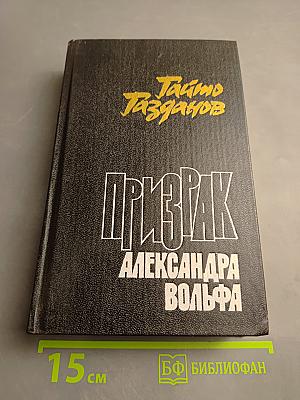 Гайто
Газданов
ПРИЗРАК
АЛЕКСАНДРА
ВОЛЬФА
15 см
БФ БИБЛИОФАН